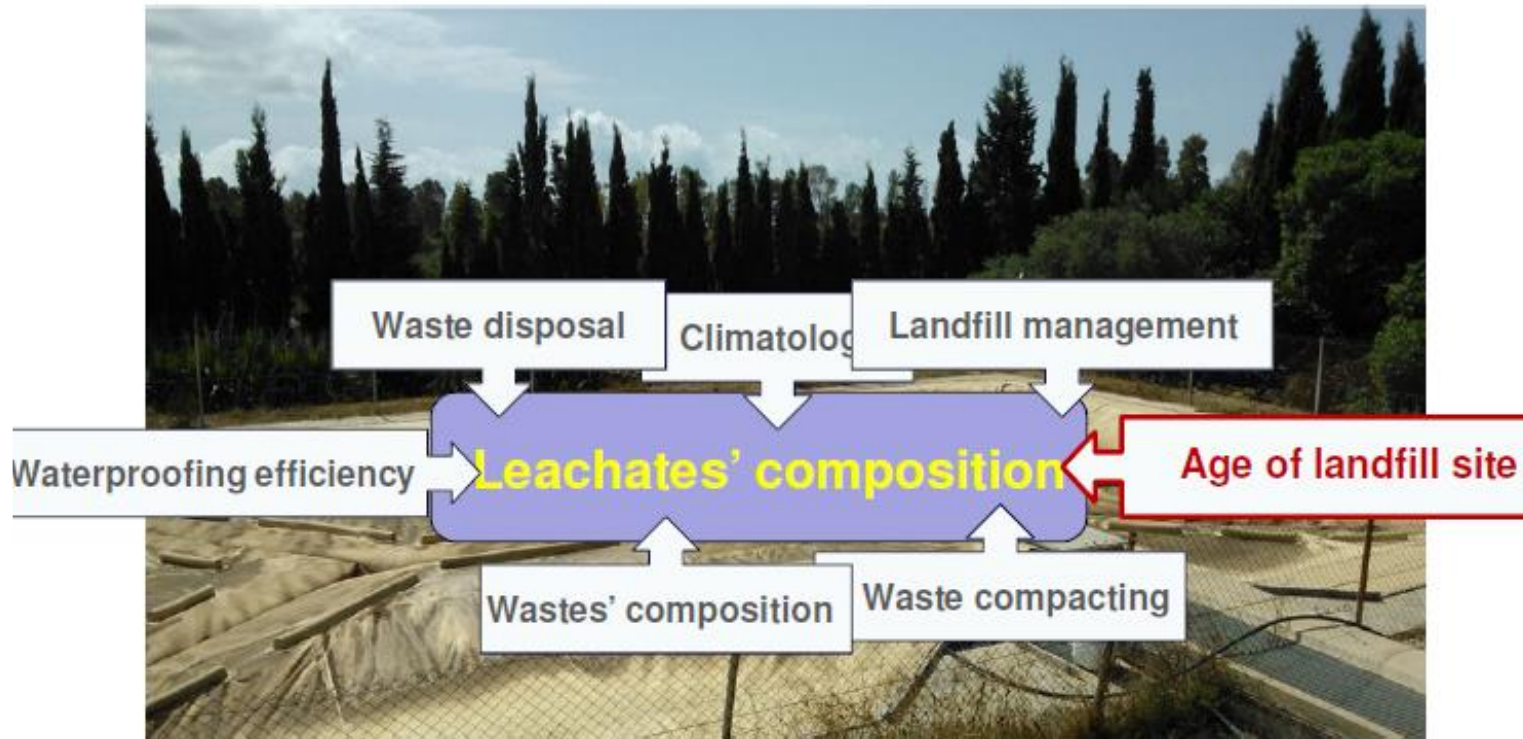 Waste disposal
Climatolog
Landfill management
Waterproofing efficiency
Leachates’ composition
Age of landfill site
Wastes’ composition
Waste compacting